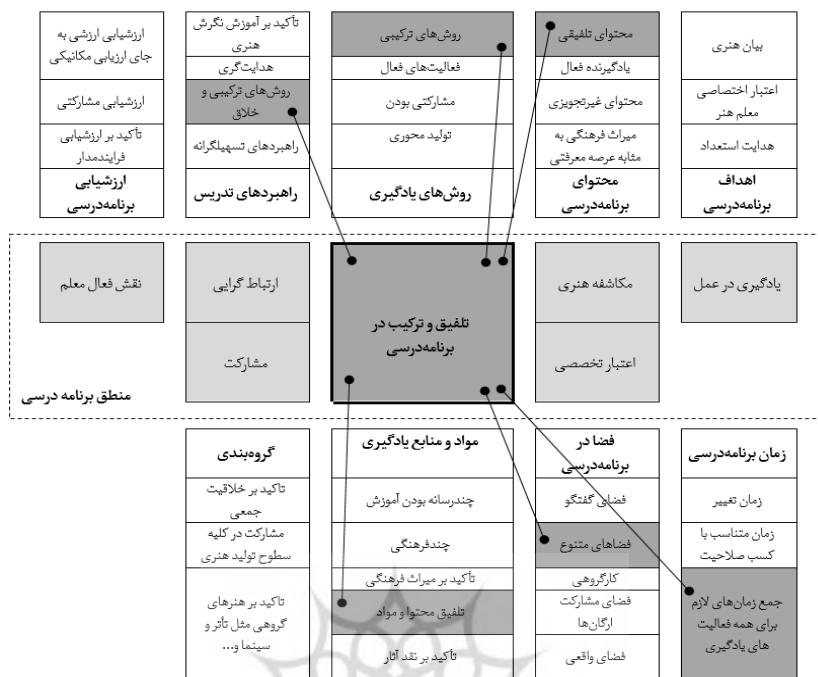 بیان هنری
اعتبار اختصاصی
معلم هنر
هدایت استعداد
اهداف
برنامه‌درسی
محتوای تلفیقی
یادگیرنده فعال
محتوای غیرتجویزی
میراث فرهنگی به
مثابه عرصه معرفتی
محتوای
برنامه‌درسی
روش‌های ترکیبی
فعالیت‌های فعال
مشارکتی بودن
تولید محوری
روش‌های یادگیری
تأکید بر آموزش نگرش
هنری
هدایت‌گری
روش‌های ترکیبی و
خلاق
راهبردهای تسهیلگرانه
راهبردهای تدریس
ارزشیابی ارزشی به
جای ارزیابی مکانیکی
ارزشیابی مشارکتی
تأکید بر ارزشیابی
فرایندمدار
ارزشیابی
برنامه‌درسی
یادگیری در عمل
مکاشفه هنری
اعتبار تخصصی
تلفیق و ترکیب در
برنامه‌درسی
ارتباط گرایی
مشارکت
نقش فعال معلم
منطق برنامه درسی
زمان برنامه‌درسی
زمان تغییر
زمان متناسب با
کسب صلاحیت
جمع زمان‌های لازم
برای همه فعالیت
های یادگیری
فضا در
برنامه‌درسی
فضای گفتگو
فضاهای متنوع
کارگروهی
فضای مشارکت
ارگان‌ها
فضای واقعی
مواد و منابع یادگیری
چندرسانه بودن آموزش
چندفرهنگی
تأکید بر میراث فرهنگی
تلفیق محتوا و مواد
تأکید بر نقد آثار
گروه‌بندی
تاکید بر خلاقیت
جمعی
مشارکت در کلیه
سطوح تولید هنری
تاکید بر هنرهای
گروهی مثل تأتر و
سینما و...